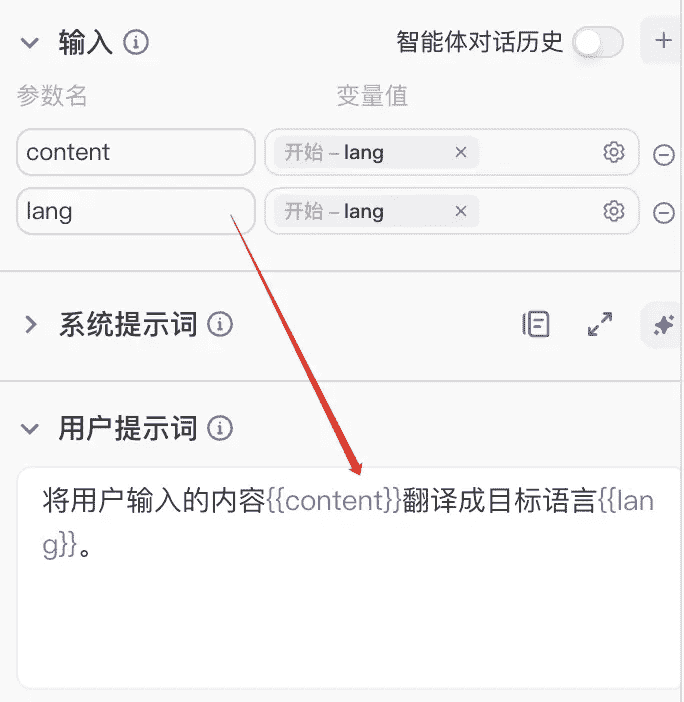 输入 智能体对话历史
参数名 变量值
content 开始 – lang
lang 开始 – lang
系统提示词
用户提示词
将用户输入的内容{{content}}翻译成目标语言{{lan
g}}。